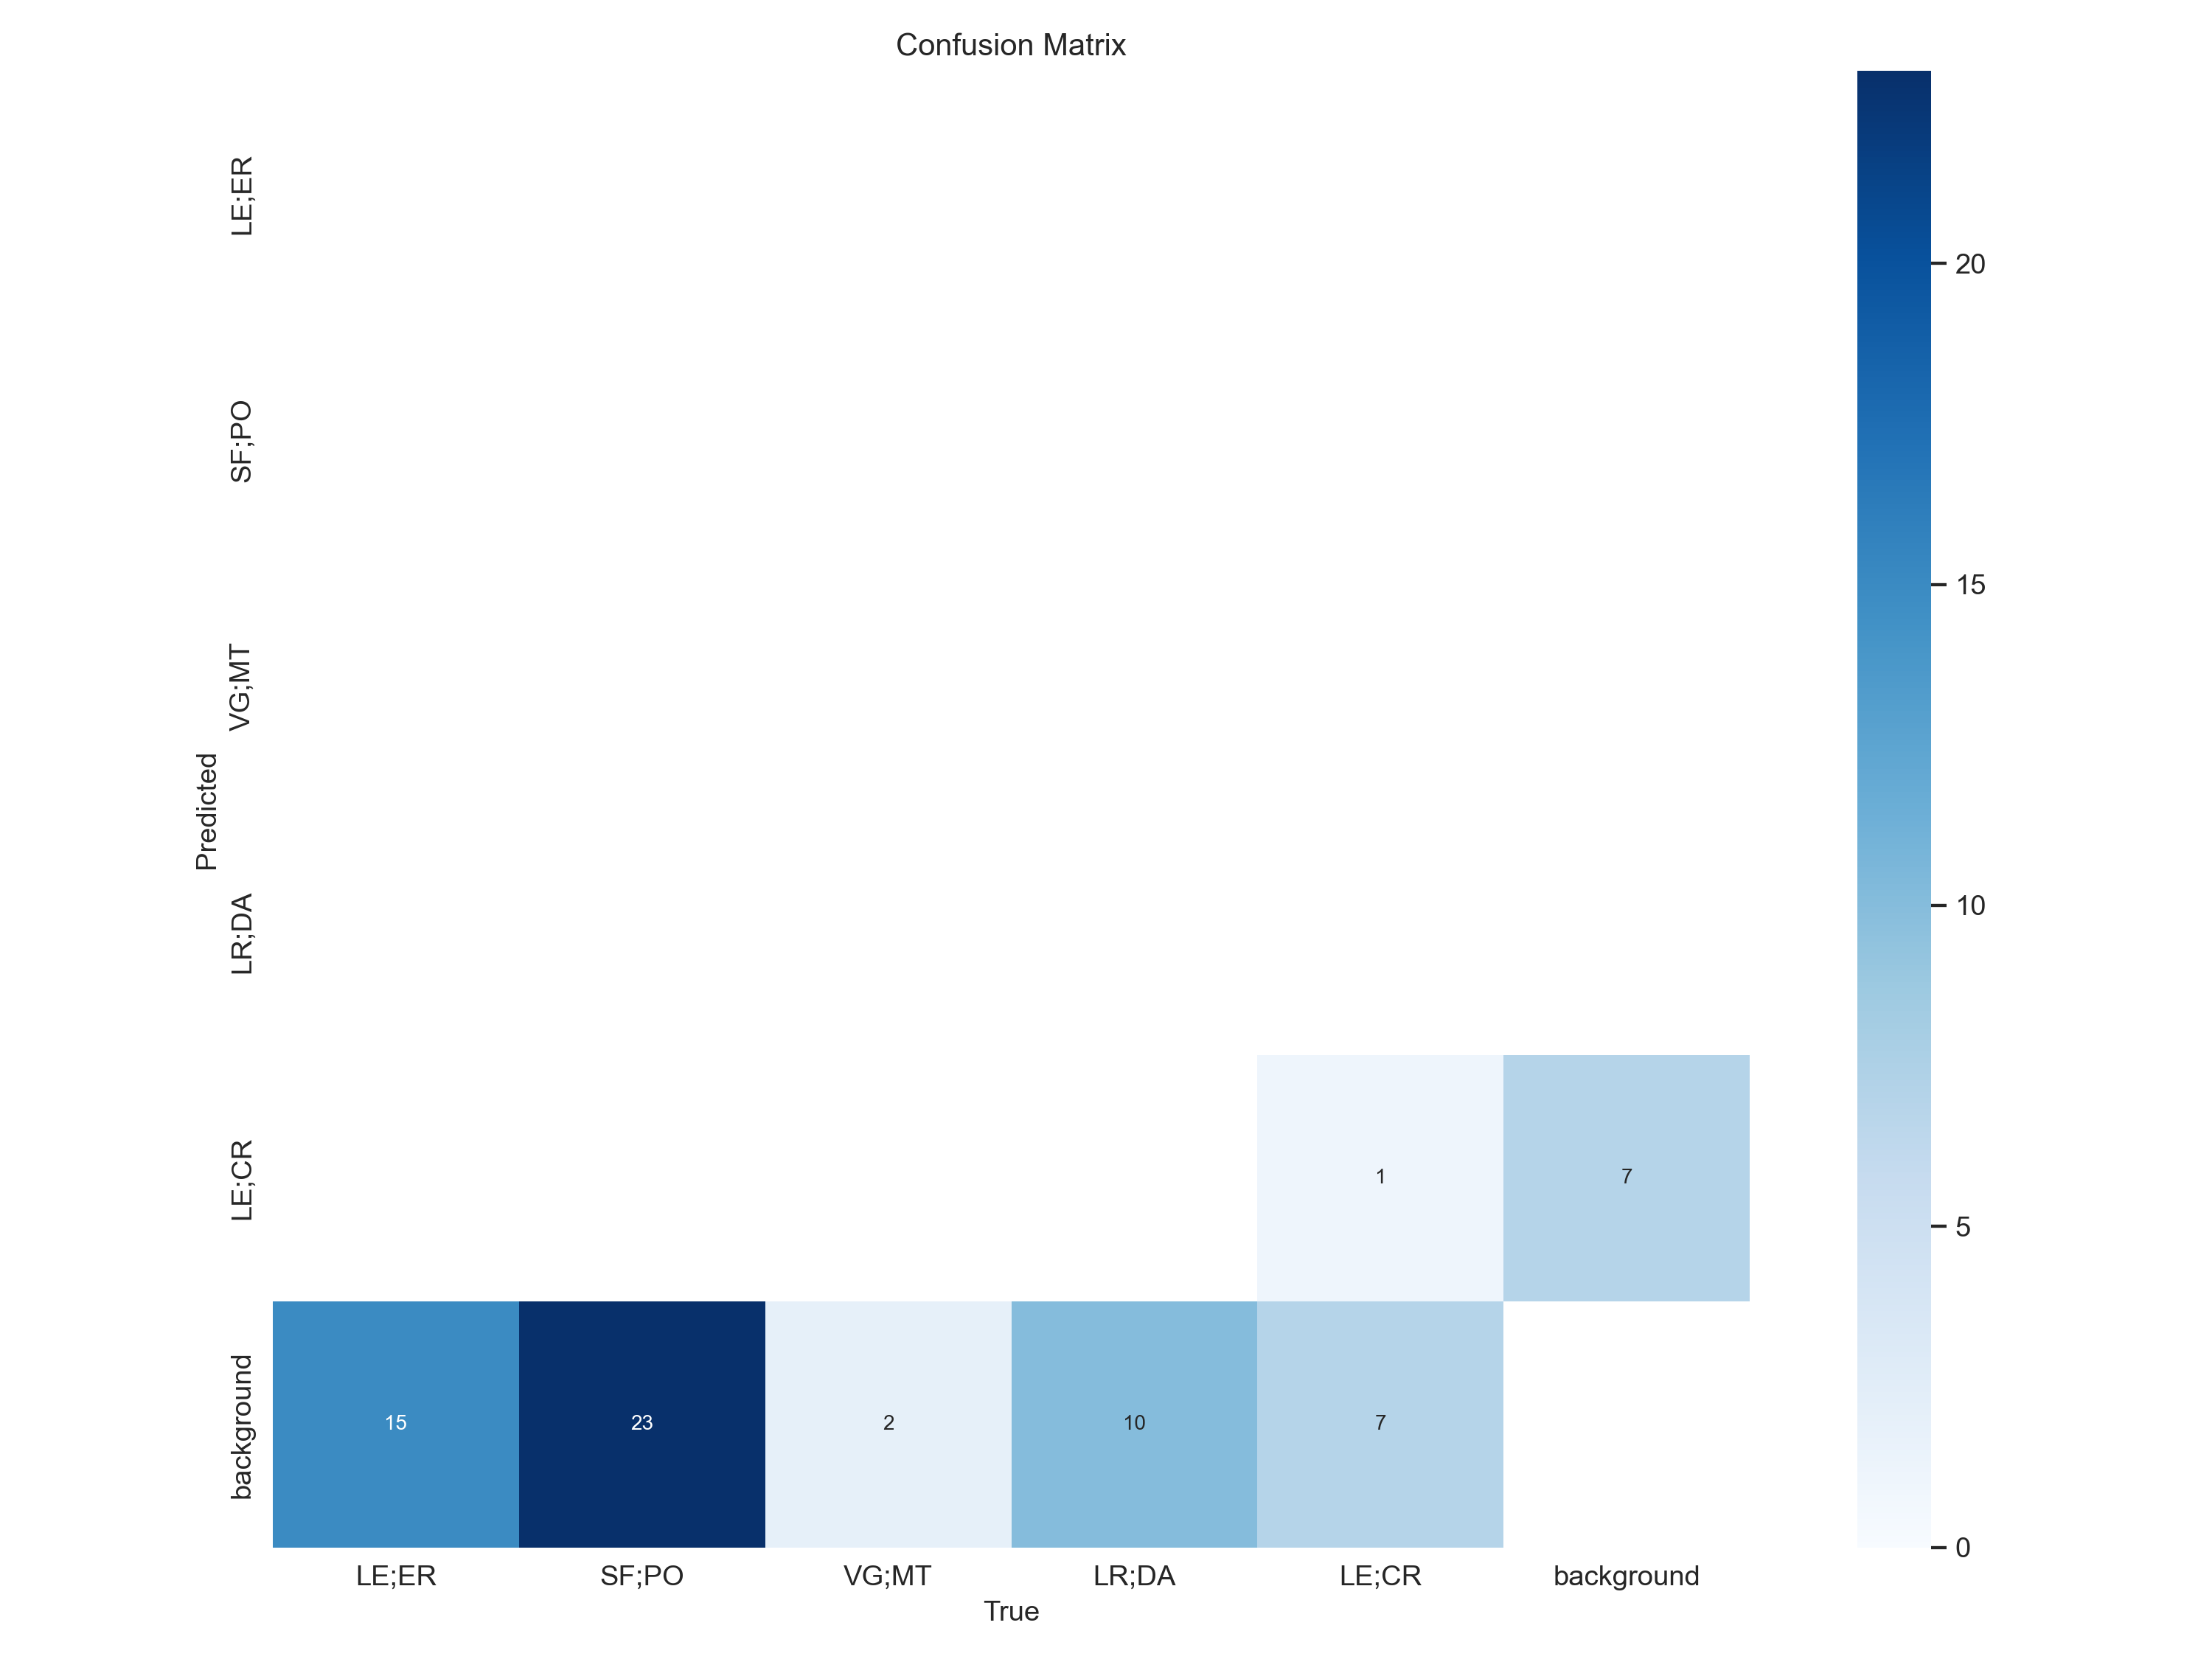 Confusion Matrix
LE;ER
SF;PO
VG;MT
LR;DA
LE;CR
background
Predicted
1
7
15
23
2
10
7
LE;ER
SF;PO
VG;MT
LR;DA
LE;CR
background
True
20
15
10
5
0